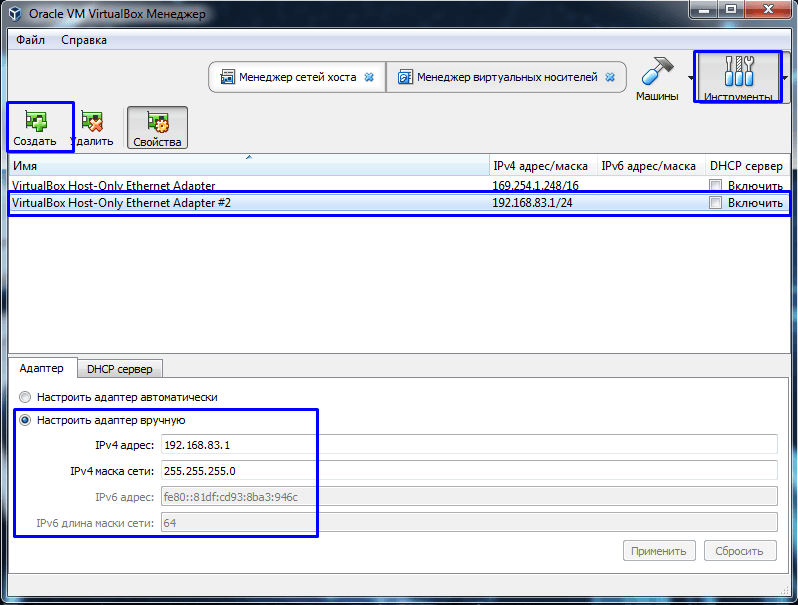 Oracle VM VirtualBox Менеджер
Файл Справка
Менеджер сетей хоста Менеджер виртуальных носителей
Машины Инструменты
Создать Удалить Свойства
Имя IPv4 адрес/маска IPv6 адрес/маска DHCP сервер
VirtualBox Host-Only Ethernet Adapter 169.254.1.248/16 Включить
VirtualBox Host-Only Ethernet Adapter #2 192.168.83.1/24 Включить
Адаптер DHCP сервер
Настроить адаптер автоматически
Настроить адаптер вручную
IPv4 адрес: 192.168.83.1
IPv4 маска сети: 255.255.255.0
IPv6 адрес: fe80::81df:cd93:8ba3:946c
IPv6 длина маски сети: 64
Применить Сбросить